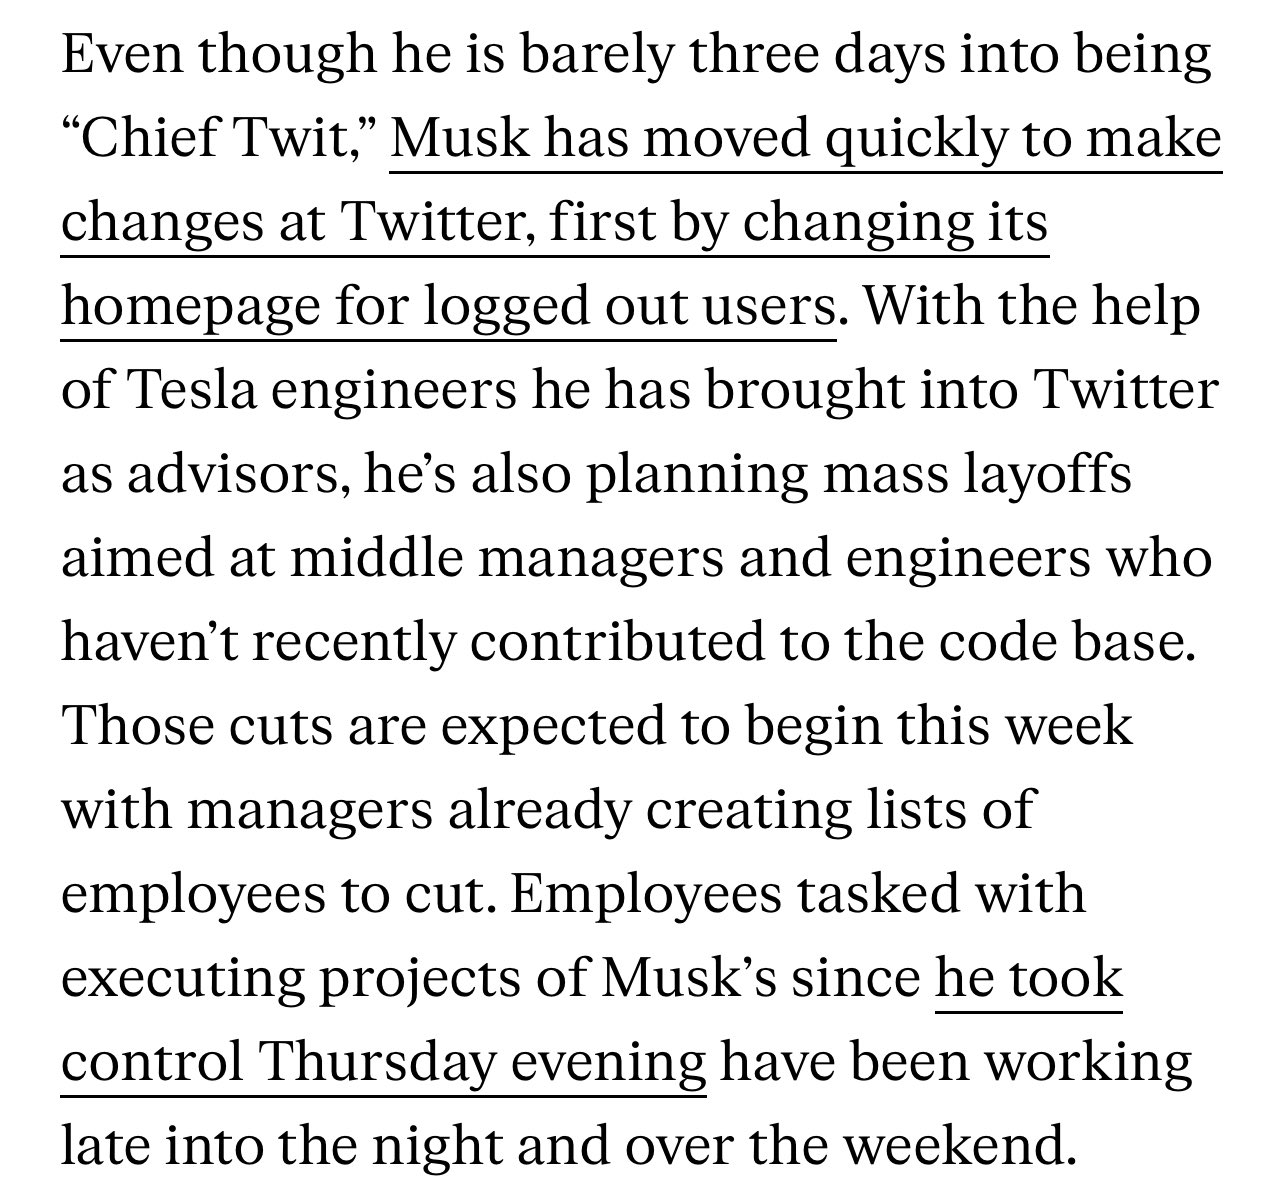 Even though he is barely three days into being
“Chief Twit,” Musk has moved quickly to make
changes at Twitter, first by changing its
homepage for logged out users. With the help
of Tesla engineers he has brought into Twitter
as advisors, he’s also planning mass layoffs
aimed at middle managers and engineers who
haven’t recently contributed to the code base.
Those cuts are expected to begin this week
with managers already creating lists of
employees to cut. Employees tasked with
executing projects of Musk’s since he took
control Thursday evening have been working
late into the night and over the weekend.